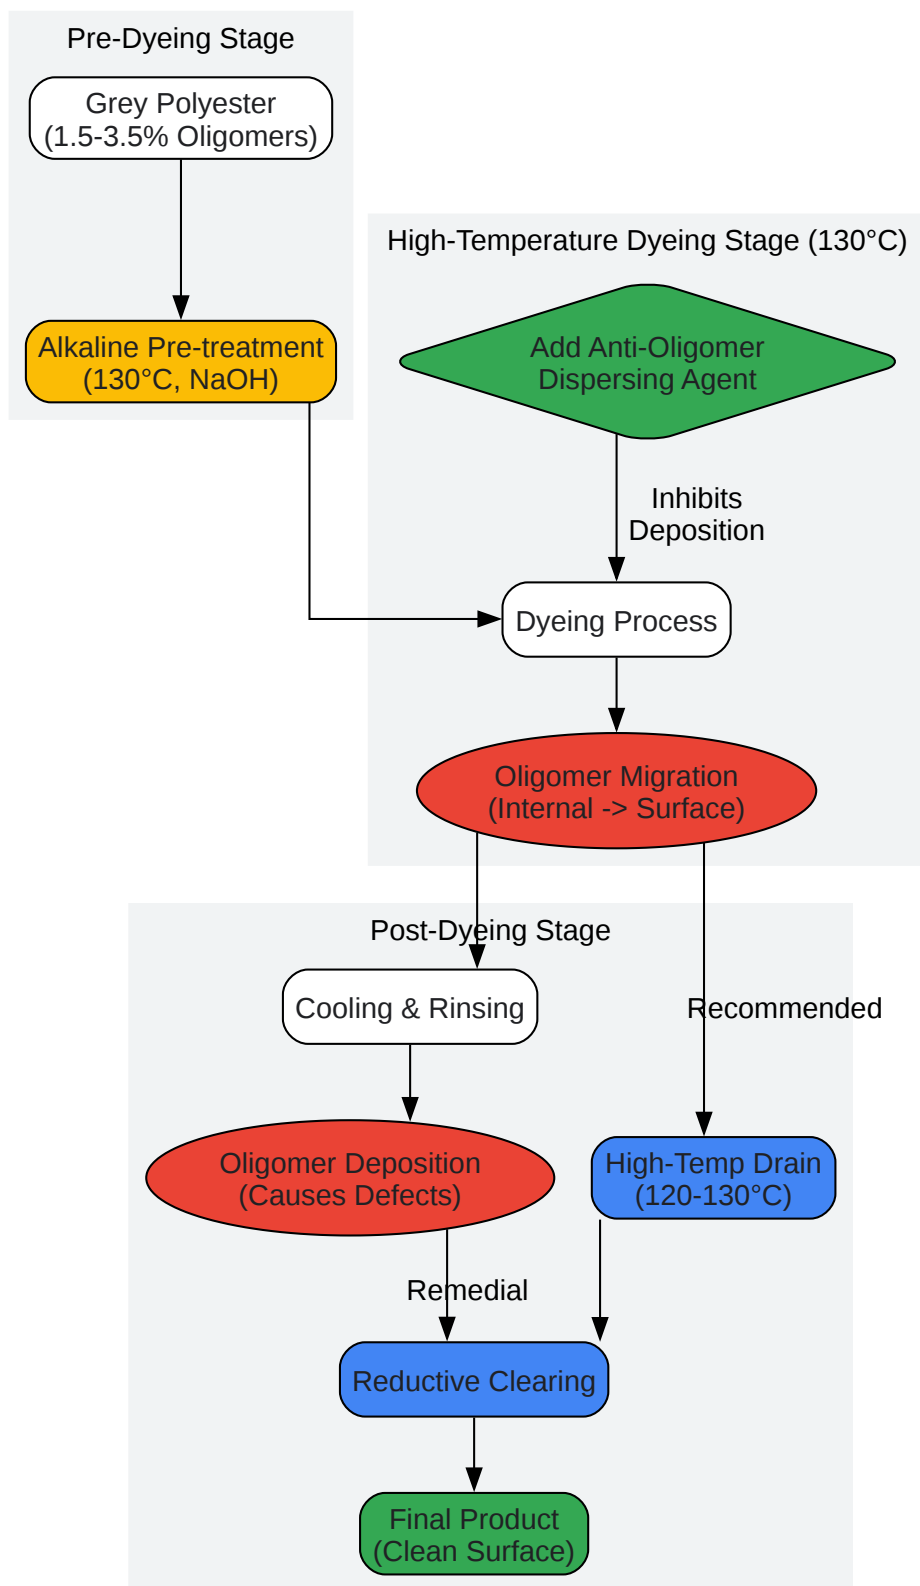 Pre-Dyeing Stage
Grey Polyester
(1.5-3.5% Oligomers)
Alkaline Pre-treatment
(130°C, NaOH)
High-Temperature Dyeing Stage (130°C)
Add Anti-Oligomer
Dispersing Agent
Inhibits
Deposition
Dyeing Process
Oligomer Migration
(Internal -> Surface)
Post-Dyeing Stage
Cooling & Rinsing
Recommended
Oligomer Deposition
(Causes Defects)
High-Temp Drain
(120-130°C)
Remedial
Reductive Clearing
Final Product
(Clean Surface)